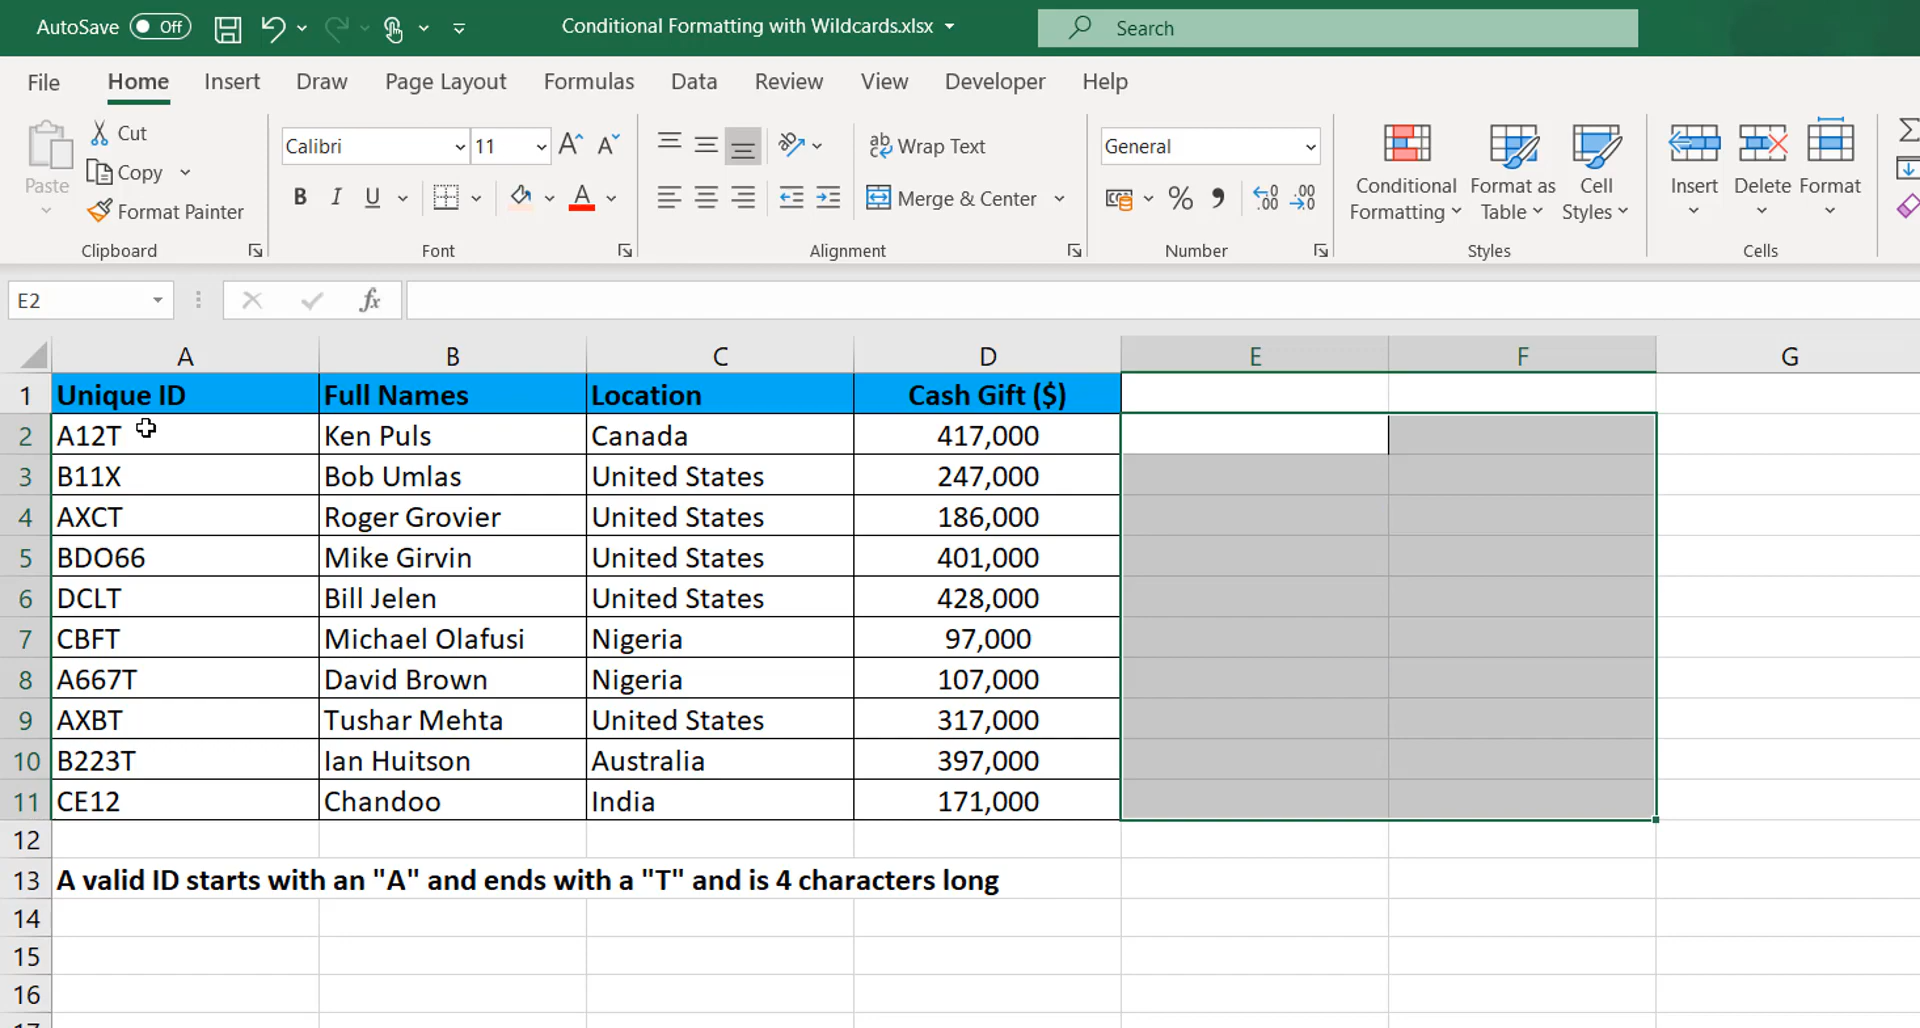 AutoSave Off Conditional Formatting with Wildcards.xlsx Search
File Home Insert Draw Page Layout Formulas Data Review View Developer Help
Paste
Cut
Copy
Format Painter
Clipboard
Calibri 11
B I U
Font
Wrap Text
Merge & Center
Alignment
General
% .00 .00
Number
Conditional Formatting
Format as Table
Cell Styles
Styles
Insert Delete Format
Cells
E2 fx
A B C D E F G
1 Unique ID Full Names Location Cash Gift ($)
2 A12T Ken Puls Canada 417,000
3 B11X Bob Umlas United States 247,000
4 AXCT Roger Grovier United States 186,000
5 BDO66 Mike Girvin United States 401,000
6 DCLT Bill Jelen United States 428,000
7 CBFT Michael Olafusi Nigeria 97,000
8 A667T David Brown Nigeria 107,000
9 AXBT Tushar Mehta United States 317,000
10 B223T Ian Huitson Australia 397,000
11 CE12 Chandoo India 171,000
12
13 A valid ID starts with an "A" and ends with a "T" and is 4 characters long
14
15
16